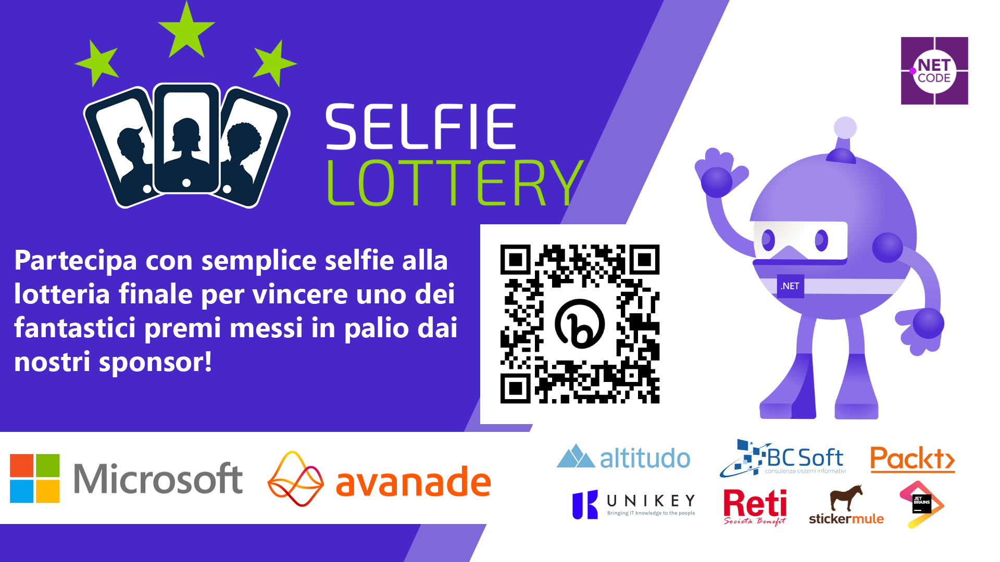 SELFIE
LOTTERY
NET
CODE
Partecipa con semplice selfie alla
lotteria finale per vincere uno dei
fantastici premi messi in palio dai
nostri sponsor!
.NET
Microsoft
avanade
altitudo
BC Soft
consulenza sistemi informativi
Packt>
UNIKEY
Bringing IT knowledge to the people
Reti
Società Benefit
stickermule
JET
BRAINS